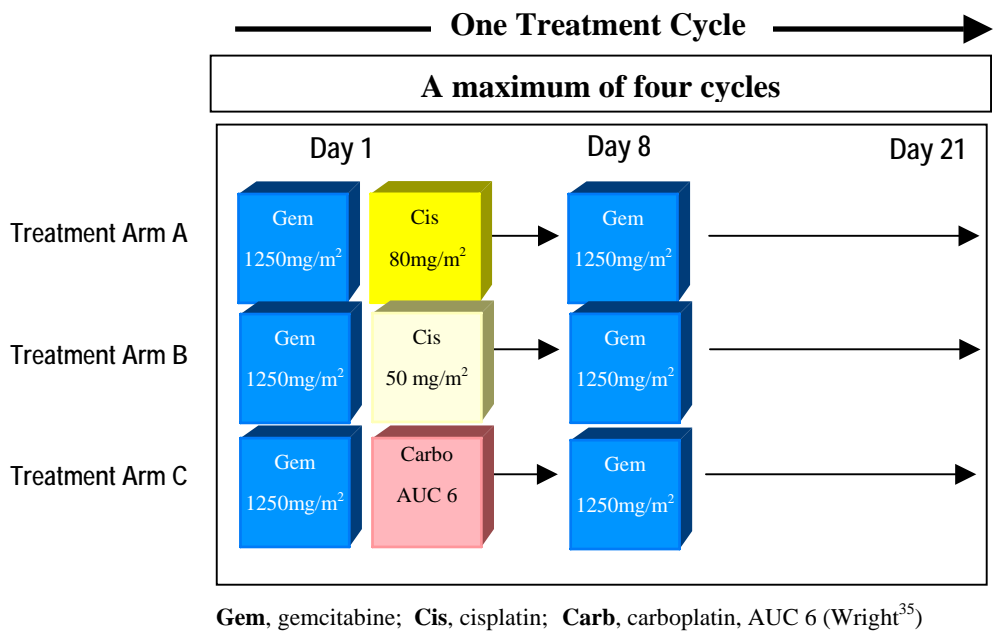 One Treatment Cycle
A maximum of four cycles
Day 1 Day 8 Day 21
Treatment Arm A
Gem
1250mg/m²
Cis
80mg/m²
Gem
1250mg/m²
Treatment Arm B
Gem
1250mg/m²
Cis
50 mg/m²
Gem
1250mg/m²
Treatment Arm C
Gem
1250mg/m²
Carbo
AUC 6
Gem
1250mg/m²
Gem, gemcitabine; Cis, cisplatin; Carb, carboplatin, AUC 6 (Wright³⁵)